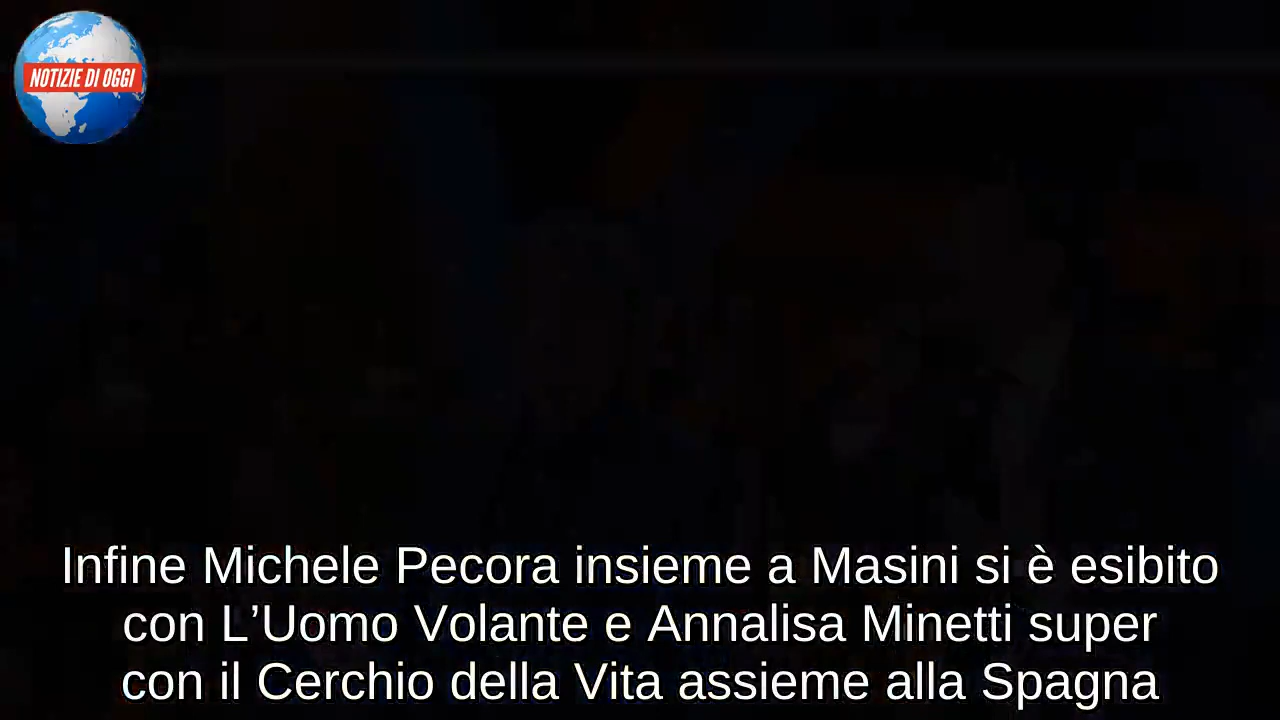 NOTIZIE DI OGGI
Infine Michele Pecora insieme a Masini si è esibito
con L’Uomo Volante e Annalisa Minetti super
con il Cerchio della Vita assieme alla Spagna